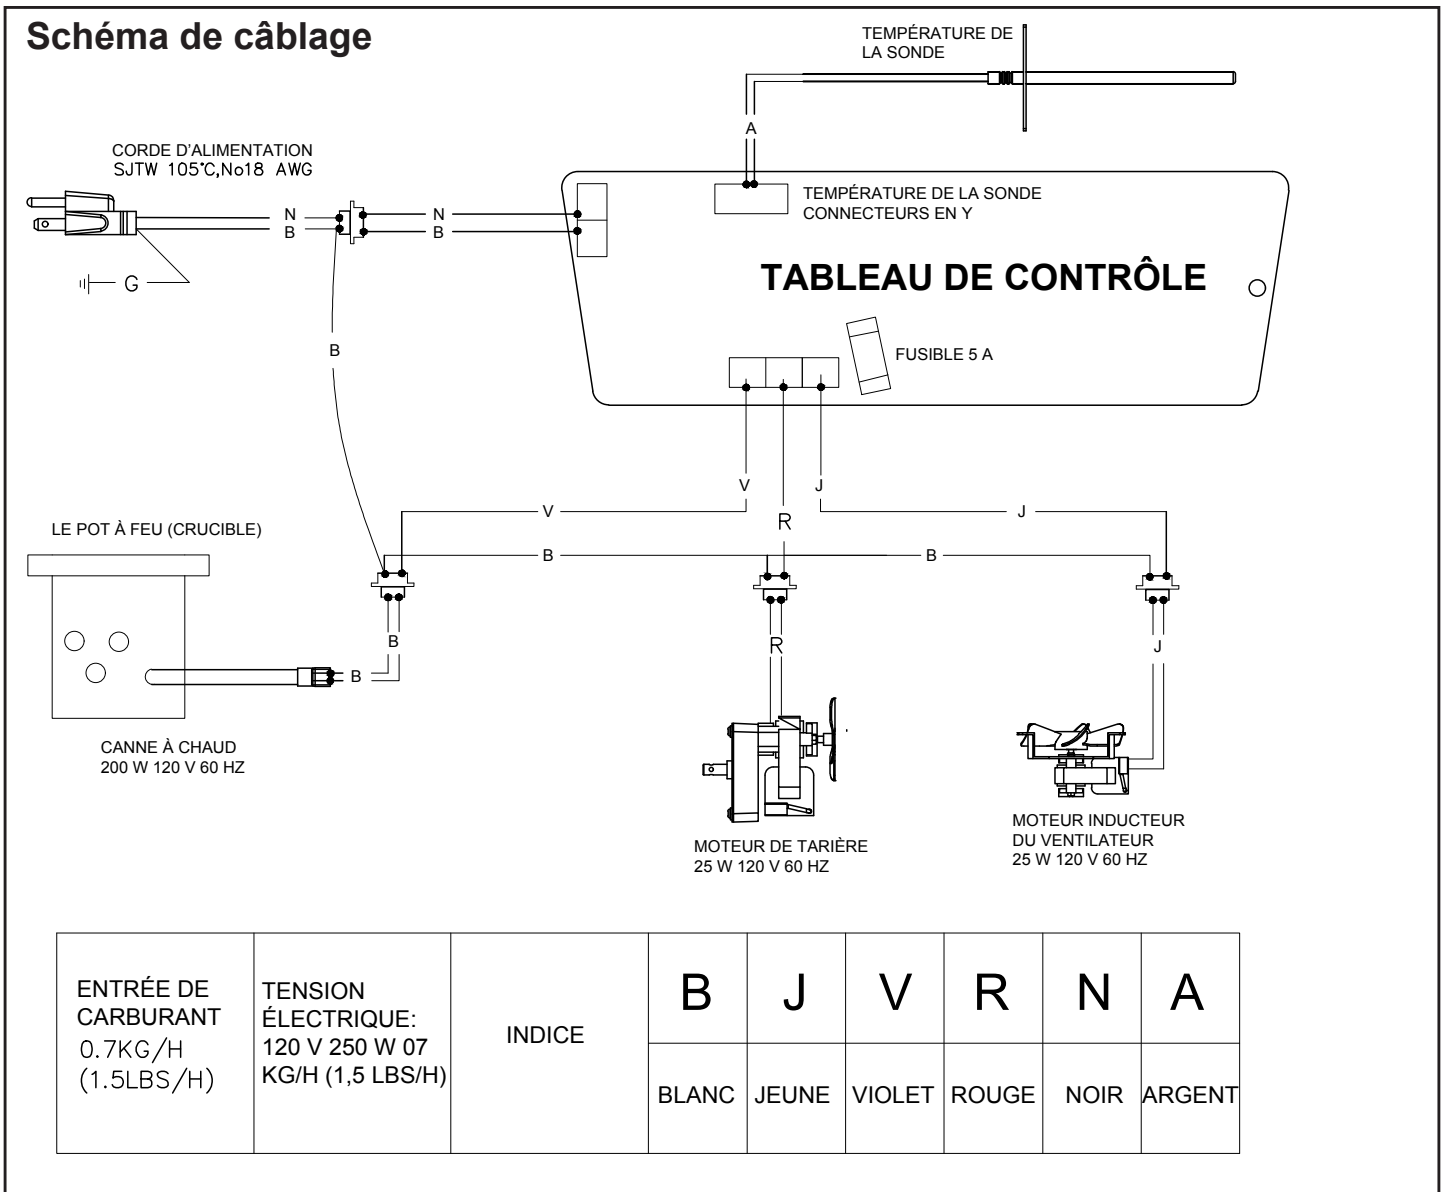 Schéma de câblage
TEMPÉRATURE DE
LA SONDE
A
CORDE D'ALIMENTATION
SJTW 105°C,No18 AWG
N
B
N
B
G
TEMPÉRATURE DE LA SONDE
CONNECTEURS EN Y
TABLEAU DE CONTRÔLE
FUSIBLE 5 A
B
V
J
R
V
J
B
B
LE POT À FEU (CRUCIBLE)
B
B
R
J
CANNE À CHAUD
200 W 120 V 60 HZ
MOTEUR DE TARIÈRE
25 W 120 V 60 HZ
MOTEUR INDUCTEUR
DU VENTILATEUR
25 W 120 V 60 HZ
ENTRÉE DE
CARBURANT
0.7KG/H
(1.5LBS/H)
TENSION
ÉLECTRIQUE:
120 V 250 W 07
KG/H (1,5 LBS/H)
INDICE
B J V R N A
BLANC JEUNE VIOLET ROUGE NOIR ARGENT